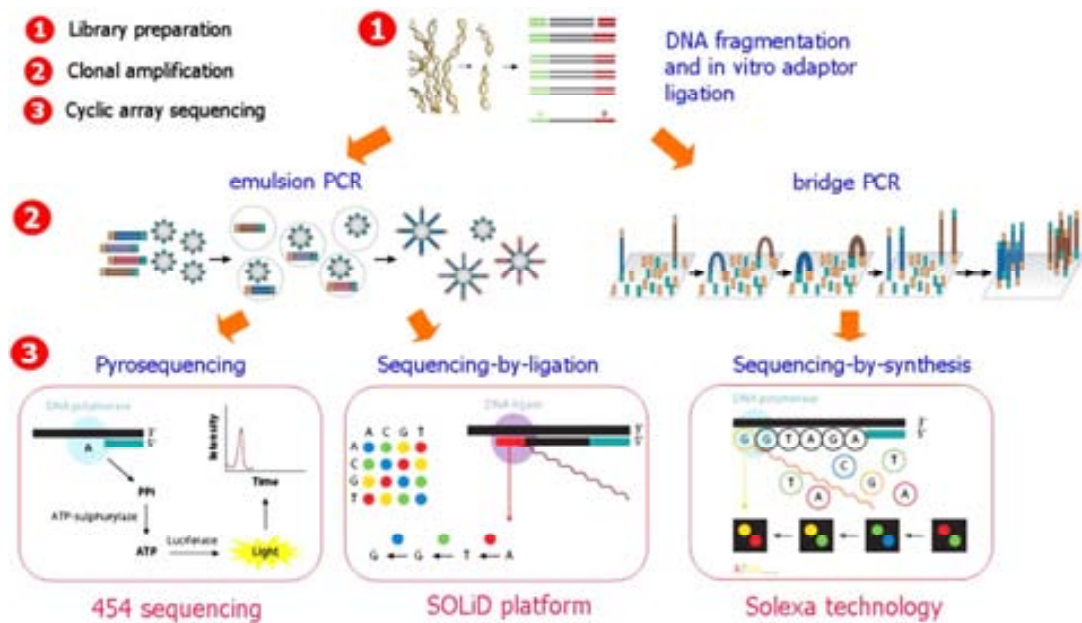 1 Library preparation
2 Clonal amplification
3 Cyclic array sequencing
1
DNA fragmentation
and in vitro adaptor
ligation
emulsion PCR
bridge PCR
2
3
Pyrosequencing
DNA polymerase
3'
5'
A
PPi
ATP-sulphurylase
ATP
Luciferase
Light
Intensity
Time
454 sequencing
Sequencing-by-ligation
DNA ligase
A C G T
A
C
G
T
3'
5'
G G T A
SOLiD platform
Sequencing-by-synthesis
DNA polymerase
3'
5'
G G T A G A
C T
T A G A
Solexa technology